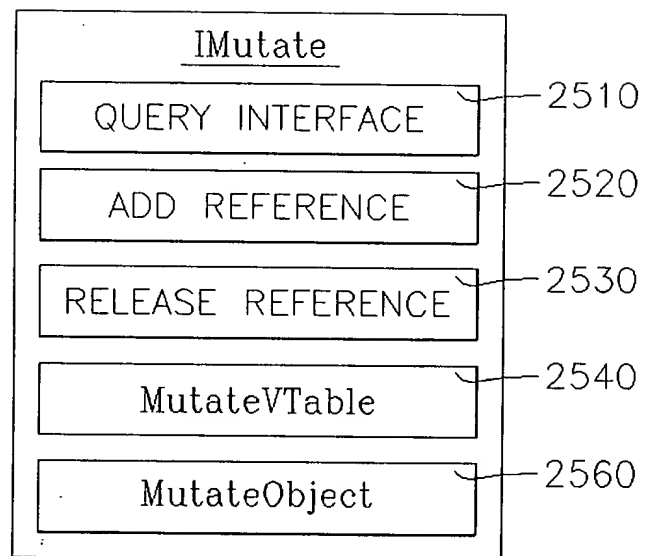 IMutate
QUERY INTERFACE 2510
ADD REFERENCE 2520
RELEASE REFERENCE 2530
MutateVTable 2540
MutateObject 2560